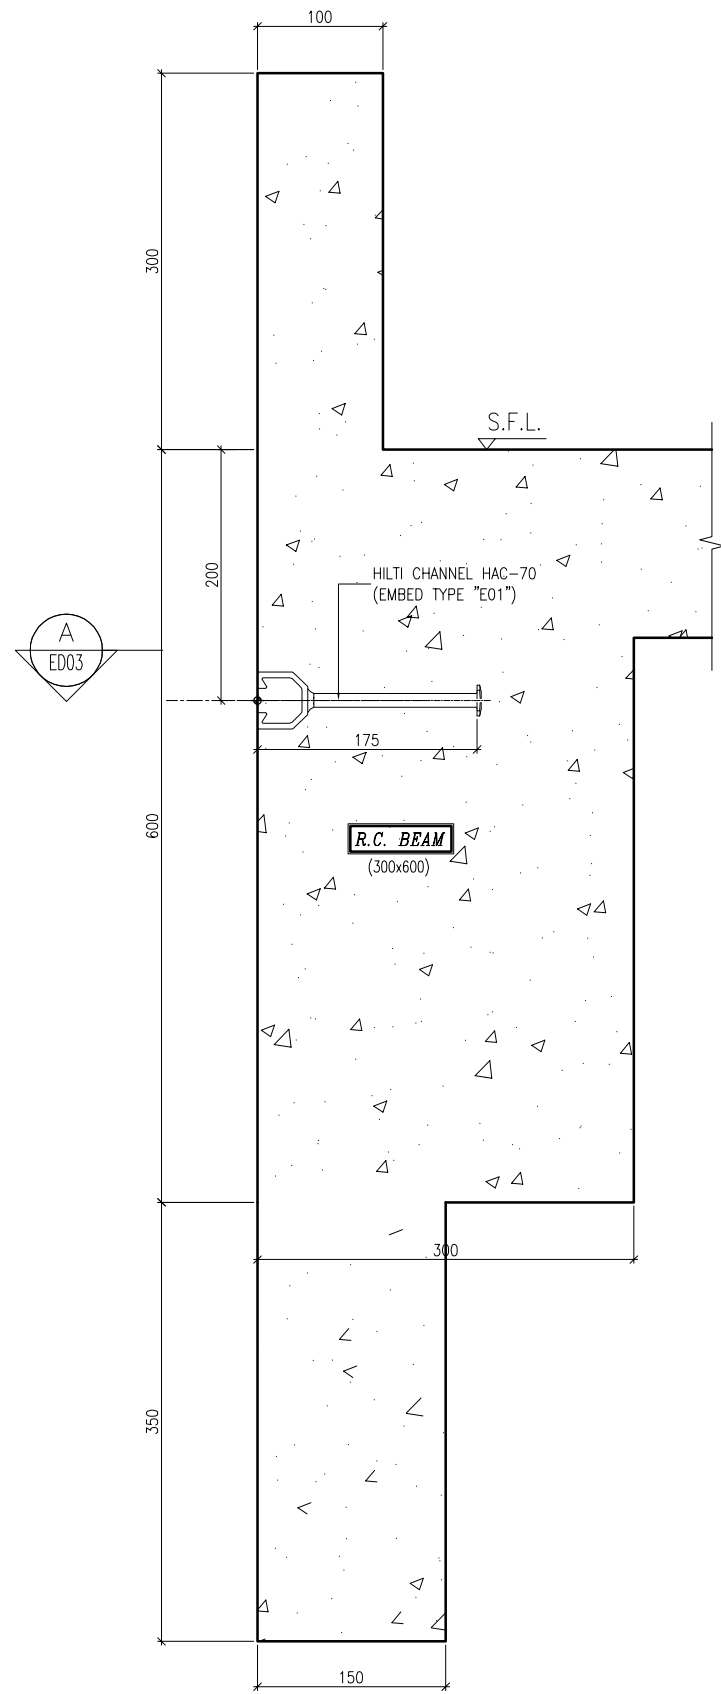 100
300
S.F.L.
200
HILTI CHANNEL HAC-70
(EMBED TYPE "E01")
A
ED03
175
600
R.C. BEAM
(300x600)
300
350
150